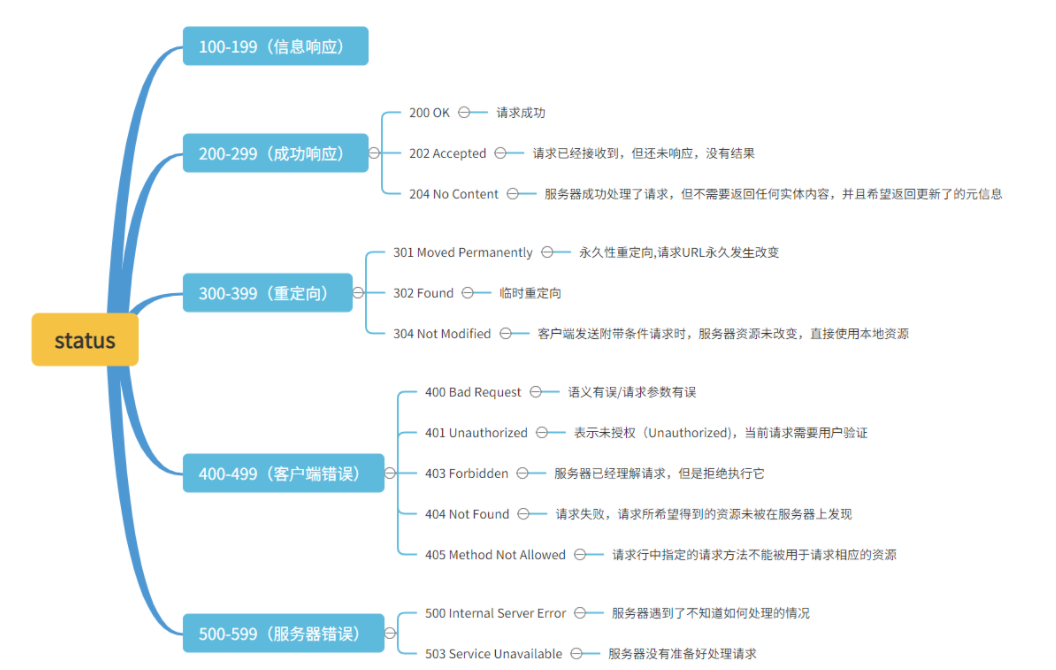 100-199（信息响应）
200 OK 请求成功
200-299（成功响应）
202 Accepted 请求已经接收到，但还未响应，没有结果
204 No Content 服务器成功处理了请求，但不需要返回任何实体内容，并且希望返回更新了的元信息
301 Moved Permanently 永久性重定向,请求URL永久发生改变
300-399（重定向）
302 Found 临时重定向
304 Not Modified 客户端发送附带条件请求时，服务器资源未改变，直接使用本地资源
status
400 Bad Request 语义有误/请求参数有误
401 Unauthorized 表示未授权（Unauthorized)，当前请求需要用户验证
400-499（客户端错误）
403 Forbidden 服务器已经理解请求，但是拒绝执行它
404 Not Found 请求失败，请求所希望得到的资源未被在服务器上发现
405 Method Not Allowed 请求行中指定的请求方法不能被用于请求相应的资源
500 Internal Server Error 服务器遇到了不知道如何处理的情况
500-599（服务器错误）
503 Service Unavailable 服务器没有准备好处理请求